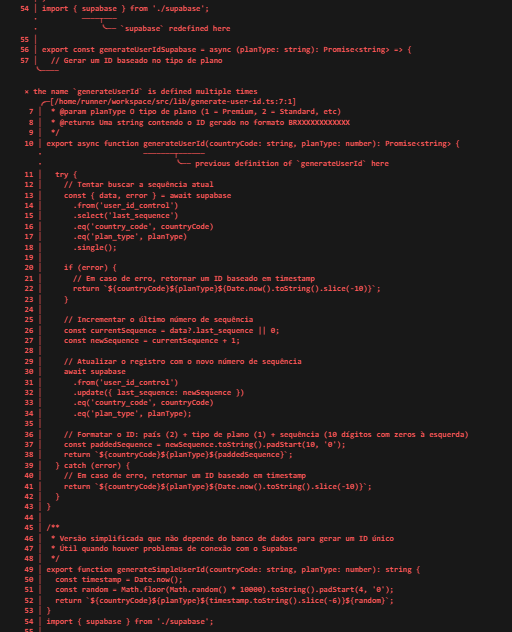 54 │ import { supabase } from './supabase';
· ╰── `supabase` redefined here
55 │
56 │ export const generateUserIdSupabase = async (planType: string): Promise<string> => {
57 │ // Gerar um ID baseado no tipo de plano
╰────
× the name `generateUserId` is defined multiple times
╭─[/home/runner/workspace/src/lib/generate-user-id.ts:7:1]
7 │ * @param planType O tipo de plano (1 = Premium, 2 = Standard, etc)
8 │ * @returns Uma string contendo o ID gerado no formato BRXXXXXXXXXXXX
9 │ */
10 │ export async function generateUserId(countryCode: string, planType: number): Promise<string> {
· ╰── previous definition of `generateUserId` here
11 │ try {
12 │ // Tentar buscar a sequência atual
13 │ const { data, error } = await supabase
14 │ .from('user_id_control')
15 │ .select('last_sequence')
16 │ .eq('country_code', countryCode)
17 │ .eq('plan_type', planType)
18 │ .single();
19 │
20 │ if (error) {
21 │ // Em caso de erro, retornar um ID baseado em timestamp
22 │ return `${countryCode}${planType}${Date.now().toString().slice(-10)}`;
23 │ }
24 │
25 │ // Incrementar o último número de sequência
26 │ const currentSequence = data?.last_sequence || 0;
27 │ const newSequence = currentSequence + 1;
28 │
29 │ // Atualizar o registro com o novo número de sequência
30 │ await supabase
31 │ .from('user_id_control')
32 │ .update({ last_sequence: newSequence })
33 │ .eq('country_code', countryCode)
34 │ .eq('plan_type', planType);
35 │
36 │ // Formatar o ID: país (2) + tipo de plano (1) + sequência (10 dígitos com zeros à esquerda)
37 │ const paddedSequence = newSequence.toString().padStart(10, '0');
38 │ return `${countryCode}${planType}${paddedSequence}`;
39 │ } catch (error) {
40 │ // Em caso de erro, retornar um ID baseado em timestamp
41 │ return `${countryCode}${planType}${Date.now().toString().slice(-10)}`;
42 │ }
43 │ }
44 │
45 │ /**
46 │ * Versão simplificada que não depende do banco de dados para gerar um ID único
47 │ * Útil quando houver problemas de conexão com o Supabase
48 │ */
49 │ export function generateSimpleUserId(countryCode: string, planType: number): string {
50 │ const timestamp = Date.now();
51 │ const random = Math.floor(Math.random() * 10000).toString().padStart(4, '0');
52 │ return `${countryCode}${planType}${timestamp.toString().slice(-6)}${random}`;
53 │ }
54 │ import { supabase } from './supabase';